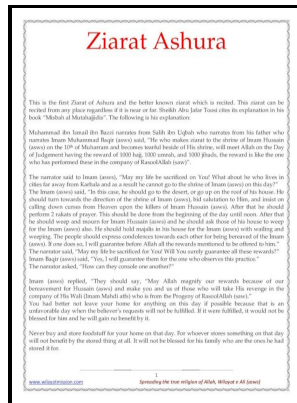 Ziarat Ashura
This is the first Ziarat of Ashura and the better known ziarat which is recited. This ziarat can be
recited from any place regardless if it is near or far. Sheikh Abu Jafar Toosi cites its explanation in his
book "Misbah al Mutahajjid". The following is his explanation:
Muhammad ibn Ismail ibn Bazzi narrates from Salih ibn Uqbah who narrates from his father who
narrates Imam Muhammad Baqir (asws) said, "He who makes ziarat to the shrine of Imam Hussain
(asws) on the 10th of Muharram and becomes tearful beside of His shrine, will meet Allah on the Day
of Judgement having the reward of 1000 hajj, 1000 umrah, and 1000 jihads, the reward is like the one
who has performed these in the company of RasoolAllah (saw)".
The narrator said to Imam (asws), "May my life be sacrificed on You! What about he who lives in
cities far away from Karbala and as a result he cannot go to the shrine of Imam (asws) on this day?"
The Imam (asws) said, "In this case, he should go to the desert, or go up on the roof of his house. He
should turn towards the direction of the shrine of Imam (asws), bid salutation to Him, and insist on
calling down curses from Heaven upon the killers of Imam Hussain (asws). After that he should
perform 2 rakats of prayer. This should be done from the beginning of the day until noon. After that
he should weep and mourn for Imam Hussain (asws) and he should ask those of his house to weep
for the Imam (asws) also. He should hold majalis in his house for the Imam (asws) with wailing and
weeping. The people should express condolences towards each other for being bereaved of the Imam
(asws). If one does so, I will guarantee before Allah all the rewards mentioned to be offered to him."
The narrator said, "May my life be sacrificed for You! Will You surely guarantee all these rewards?"
Imam Baqir (asws) said, "Yes, I will guarantee them for the one who observes this practice."
The narrator asked, "How can they console one another?"
Imam (asws) replied, "They should say, "May Allah magnify our rewards because of our
bereavement for Hussain (asws) and make you and us of those who will take His revenge in the
company of His Wali (Imam Mahdi atfs) who is from the Progeny of RasoolAllah (saw)."
You had better not leave your home for anything on this day if possible because that is an
unfavorable day when the believer's requests will not be fulfilled. If it were fulfilled, it would not be
blessed for him and he will gain no benefit by it.
Never buy and store foodstuff for your home on that day. For whoever stores something on that day
will not benefit by the stored thing at all. It will not be blessed for his family who are the ones he had
stored it for.
1
www.wilayatmission.com Spreading the true religion of Allah, Wilayat e Ali (asws)